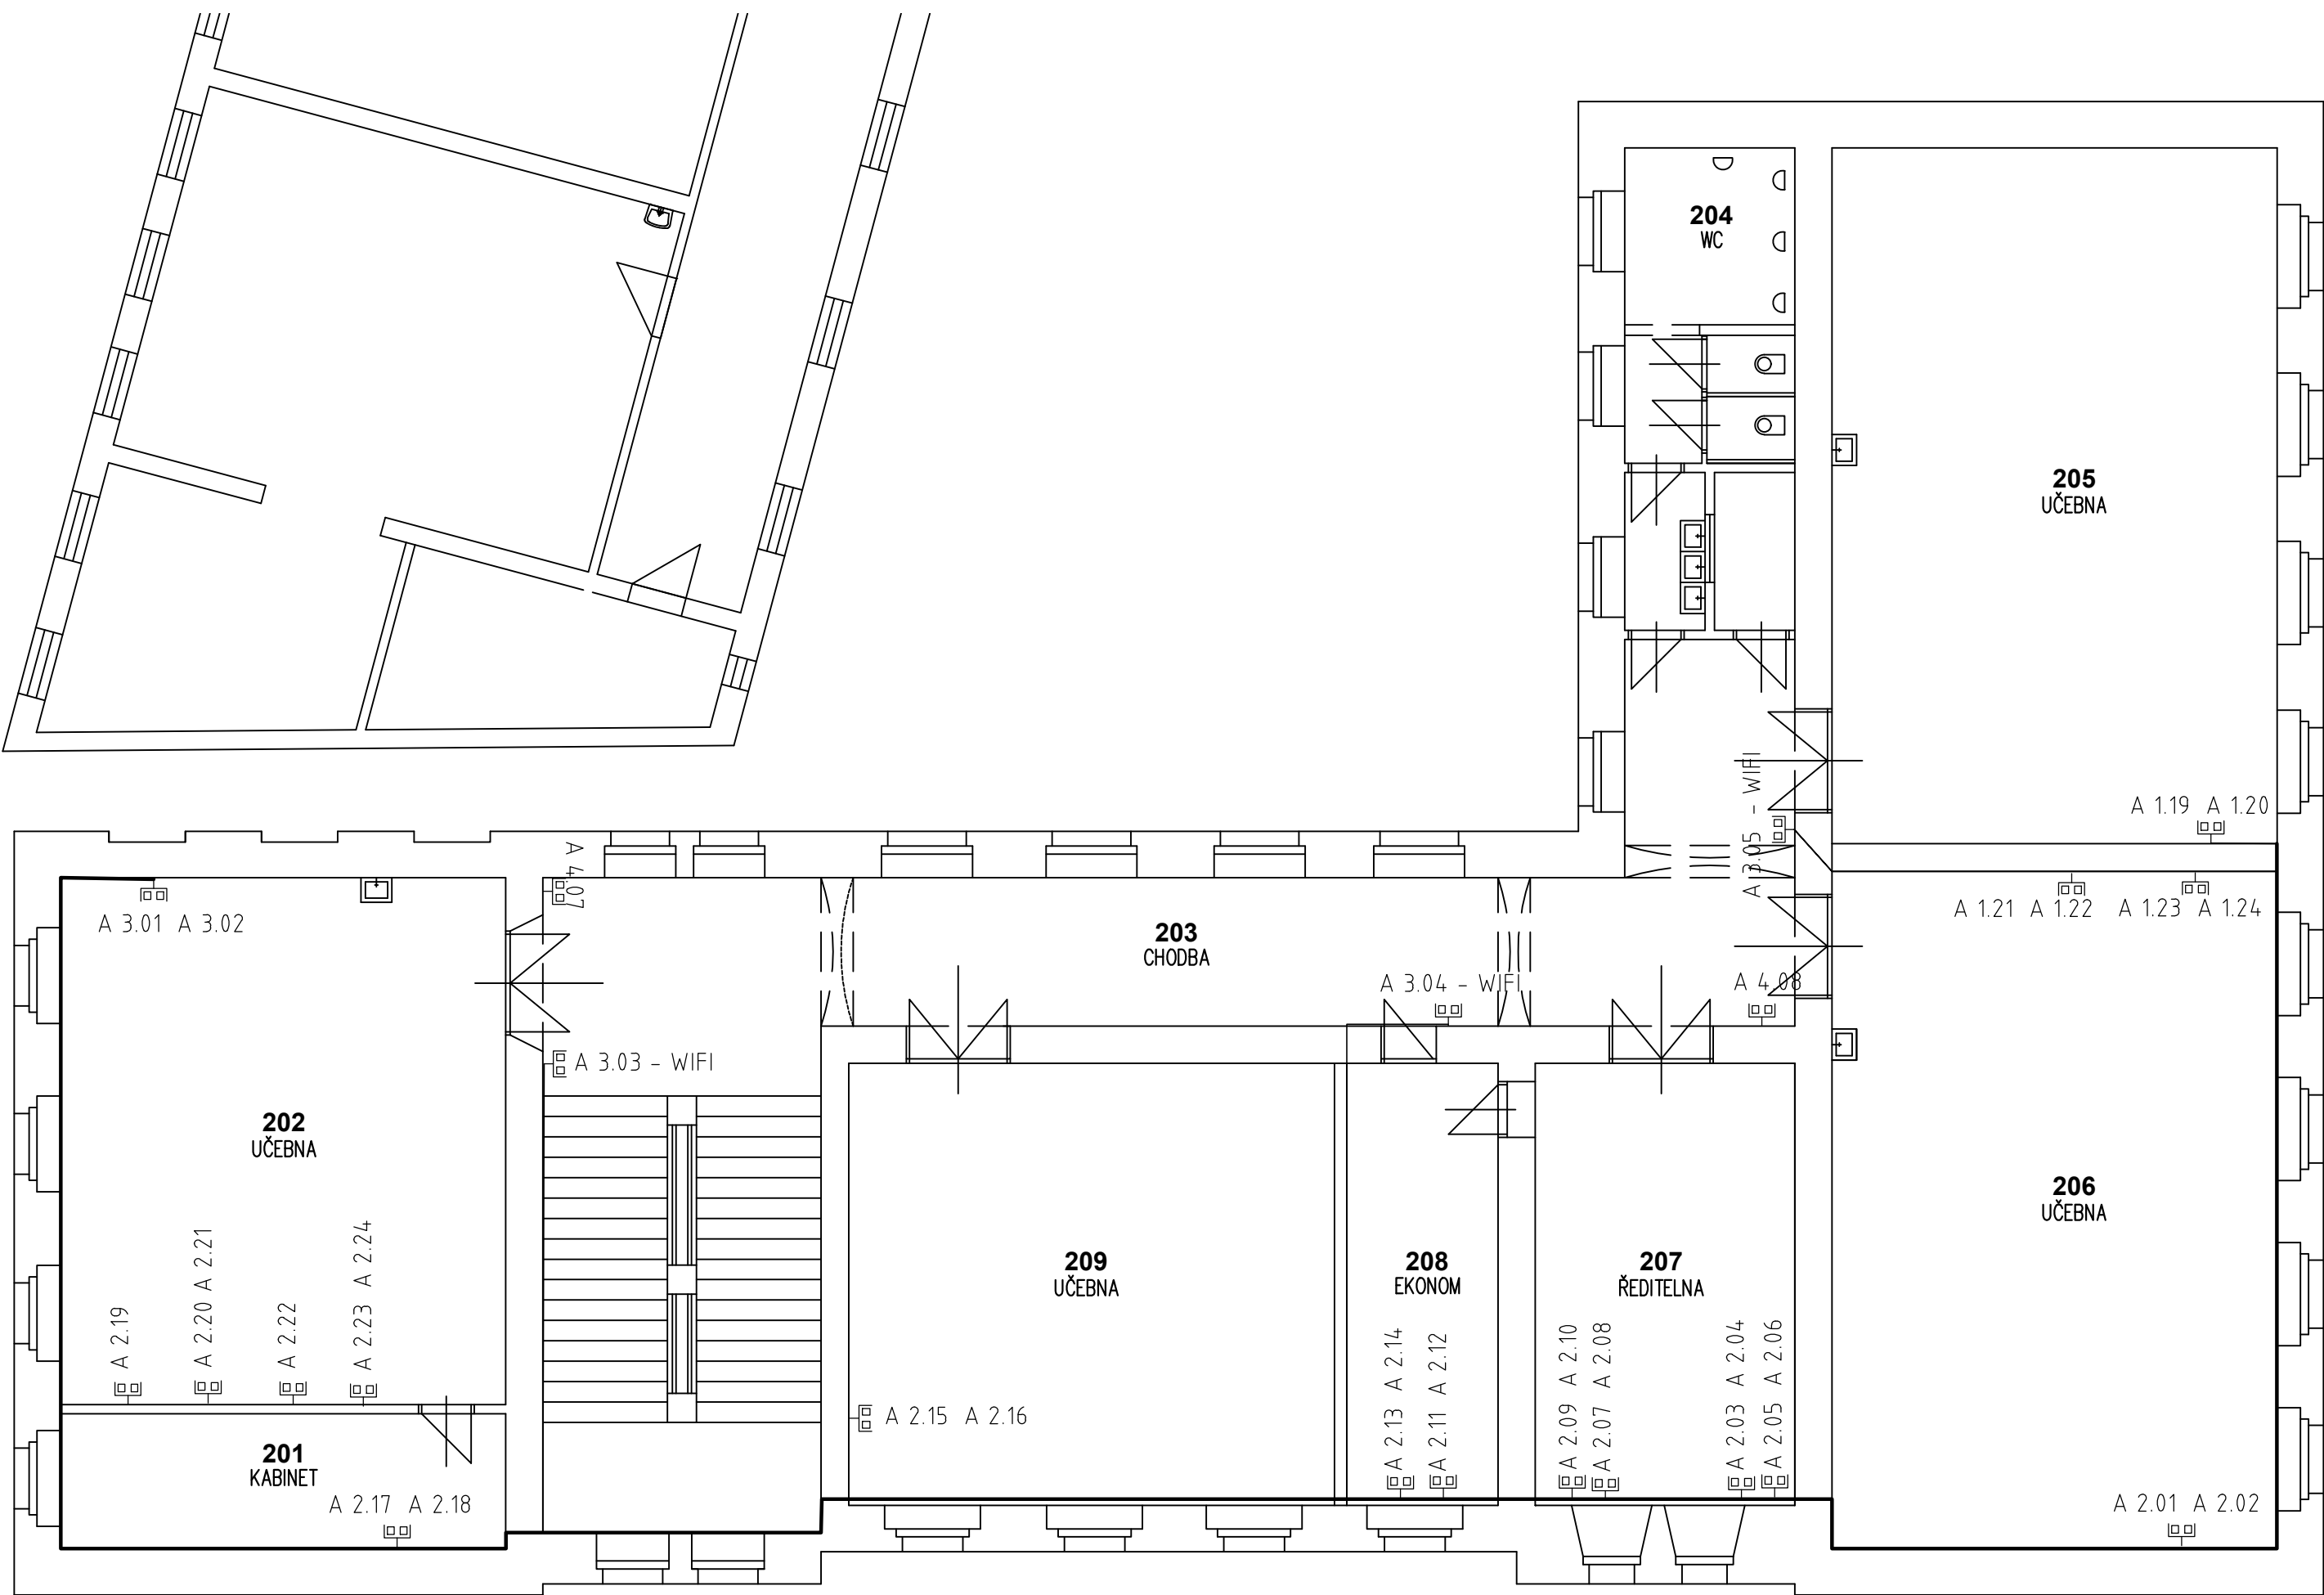 204
WC
205
UČEBNA
A 3.05 - WIFI
A 1.19 A 1.20
A 4.07
A 3.01 A 3.02
203
CHODBA
A 1.21 A 1.22 A 1.23 A 1.24
A 3.04 - WIFI
A 4.08
A 3.03 - WIFI
202
UČEBNA
206
UČEBNA
209
UČEBNA
208
EKONOM
207
ŘEDITELNA
A 2.19
A 2.20 A 2.21
A 2.22
A 2.23 A 2.24
A 2.15 A 2.16
A 2.13 A 2.14
A 2.11 A 2.12
A 2.09 A 2.10
A 2.07 A 2.08
A 2.03 A 2.04
A 2.05 A 2.06
201
KABINET
A 2.17 A 2.18
A 2.01 A 2.02